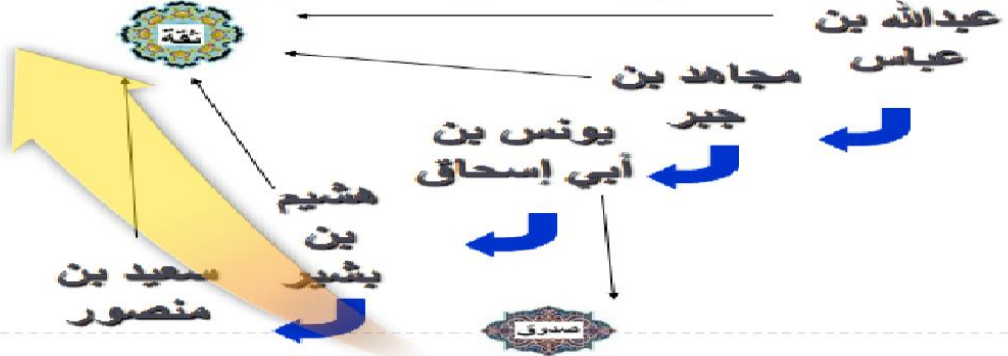 عبدالله بن
عباس
ثقة
مجاهد بن
جبر
يونس بن
أبي إسحاق
هشيم
بن
بشير
سعيد بن
منصور
صدوق